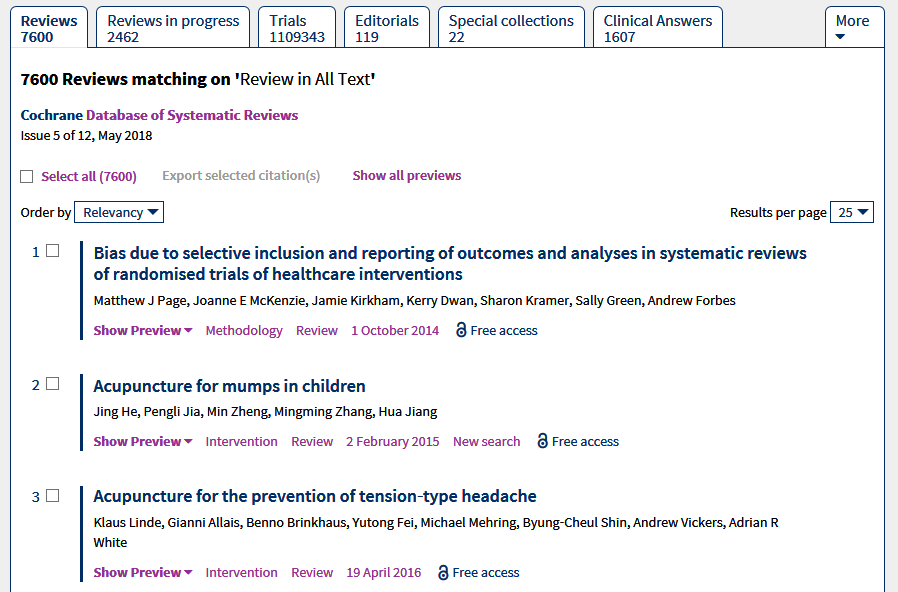 Reviews
7600
Reviews in progress
2462
Trials
1109343
Editorials
119
Special collections
22
Clinical Answers
1607
More
7600 Reviews matching on 'Review in All Text'
Cochrane Database of Systematic Reviews
Issue 5 of 12, May 2018
Select all (7600) Export selected citation(s) Show all previews
Order by Relevancy Results per page 25
1 Bias due to selective inclusion and reporting of outcomes and analyses in systematic reviews
of randomised trials of healthcare interventions
Matthew J Page, Joanne E McKenzie, Jamie Kirkham, Kerry Dwan, Sharon Kramer, Sally Green, Andrew Forbes
Show Preview Methodology Review 1 October 2014 Free access
2 Acupuncture for mumps in children
Jing He, Pengli Jia, Min Zheng, Mingming Zhang, Hua Jiang
Show Preview Intervention Review 2 February 2015 New search Free access
3 Acupuncture for the prevention of tension-type headache
Klaus Linde, Gianni Allais, Benno Brinkhaus, Yutong Fei, Michael Mehring, Byung-Cheul Shin, Andrew Vickers, Adrian R
White
Show Preview Intervention Review 19 April 2016 Free access